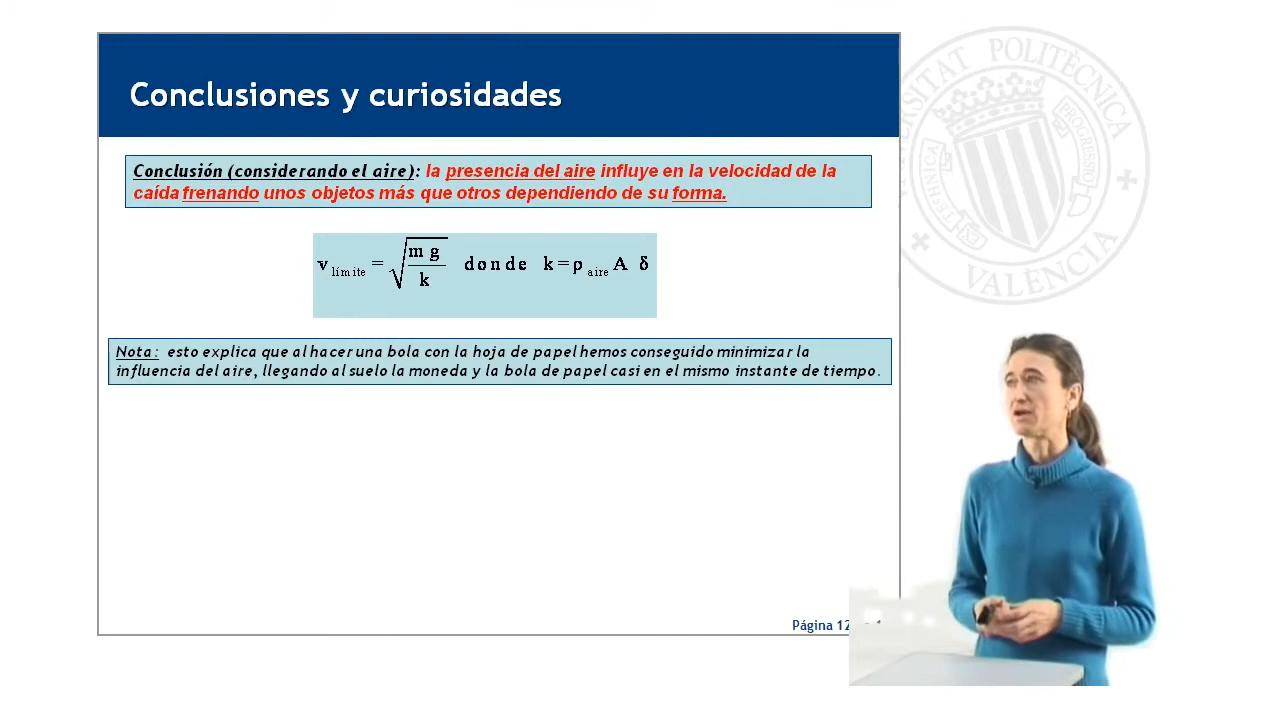 Conclusiones y curiosidades
Conclusión (considerando el aire): la presencia del aire influye en la velocidad de la
caída frenando unos objetos más que otros dependiendo de su forma.
v límite = √(m g / k) donde k = ρ aire A δ
Nota: esto explica que al hacer una bola con la hoja de papel hemos conseguido minimizar la
influencia del aire, llegando al suelo la moneda y la bola de papel casi en el mismo instante de tiempo.
Página 12
POLITÈCNICA
VALÈNCIA